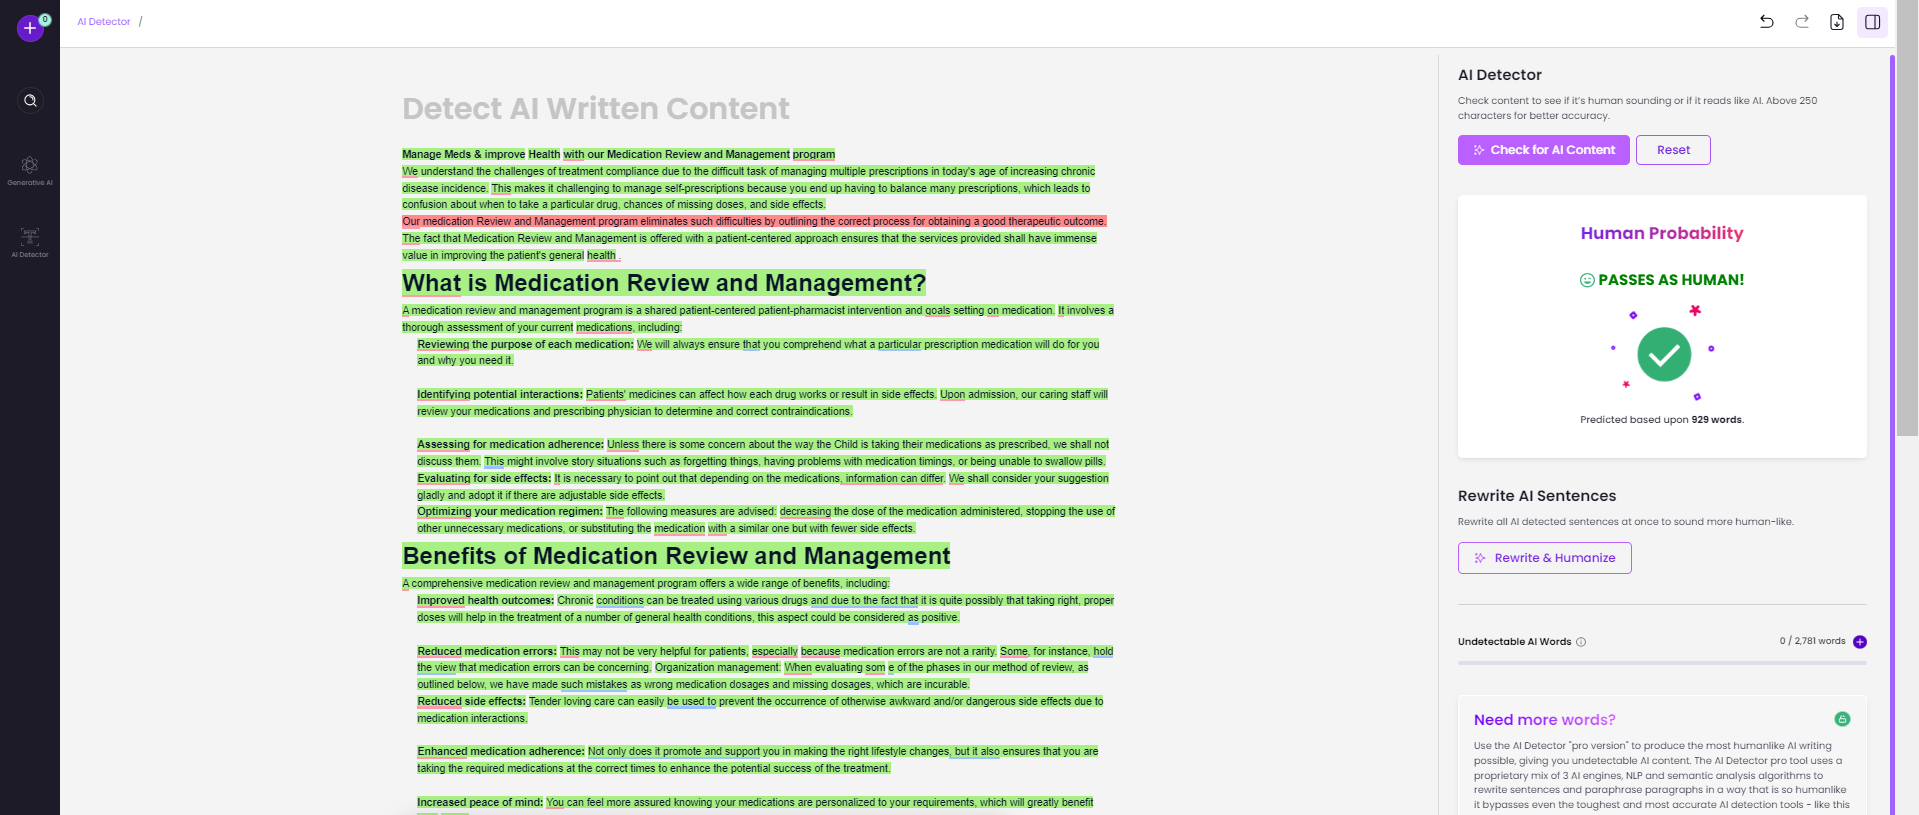 0
AI Detector /
Generative AI
AI Detector
Detect AI Written Content
Manage Meds & improve Health with our Medication Review and Management program
We understand the challenges of treatment compliance due to the difficult task of managing multiple prescriptions in today's age of increasing chronic
disease incidence. This makes it challenging to manage self-prescriptions because you end up having to balance many prescriptions, which leads to
confusion about when to take a particular drug, chances of missing doses, and side effects.
Our medication Review and Management program eliminates such difficulties by outlining the correct process for obtaining a good therapeutic outcome.
The fact that Medication Review and Management is offered with a patient-centered approach ensures that the services provided shall have immense
value in improving the patient's general health .
What is Medication Review and Management?
A medication review and management program is a shared patient-centered patient-pharmacist intervention and goals setting on medication. It involves a
thorough assessment of your current medications, including:
Reviewing the purpose of each medication: We will always ensure that you comprehend what a particular prescription medication will do for you
and why you need it.
Identifying potential interactions: Patients' medicines can affect how each drug works or result in side effects. Upon admission, our caring staff will
review your medications and prescribing physician to determine and correct contraindications.
Assessing for medication adherence: Unless there is some concern about the way the Child is taking their medications as prescribed, we shall not
discuss them. This might involve story situations such as forgetting things, having problems with medication timings, or being unable to swallow pills.
Evaluating for side effects: It is necessary to point out that depending on the medications, information can differ. We shall consider your suggestion
gladly and adopt it if there are adjustable side effects.
Optimizing your medication regimen: The following measures are advised: decreasing the dose of the medication administered, stopping the use of
other unnecessary medications, or substituting the medication with a similar one but with fewer side effects.
Benefits of Medication Review and Management
A comprehensive medication review and management program offers a wide range of benefits, including:
Improved health outcomes: Chronic conditions can be treated using various drugs and due to the fact that it is quite possibly that taking right, proper
doses will help in the treatment of a number of general health conditions, this aspect could be considered as positive.
Reduced medication errors: This may not be very helpful for patients, especially because medication errors are not a rarity. Some, for instance, hold
the view that medication errors can be concerning. Organization management: When evaluating som e of the phases in our method of review, as
outlined below, we have made such mistakes as wrong medication dosages and missing dosages, which are incurable.
Reduced side effects: Tender loving care can easily be used to prevent the occurrence of otherwise awkward and/or dangerous side effects due to
medication interactions.
Enhanced medication adherence: Not only does it promote and support you in making the right lifestyle changes, but it also ensures that you are
taking the required medications at the correct times to enhance the potential success of the treatment.
Increased peace of mind: You can feel more assured knowing your medications are personalized to your requirements, which will greatly benefit
AI Detector
Check content to see if it's human sounding or if it reads like AI. Above 250
characters for better accuracy.
Check for AI Content
Reset
Human Probability
PASSES AS HUMAN!
Predicted based upon 929 words.
Rewrite AI Sentences
Rewrite all AI detected sentences at once to sound more human-like.
Rewrite & Humanize
Undetectable AI Words
0 / 2,781 words
Need more words?
Use the AI Detector "pro version" to produce the most humanlike AI writing
possible, giving you undetectable AI content. The AI Detector pro tool uses a
proprietary mix of 3 AI engines, NLP and semantic analysis algorithms to
rewrite sentences and paraphrase paragraphs in a way that is so humanlike
it bypasses even the toughest and most accurate AI detection tools - like this